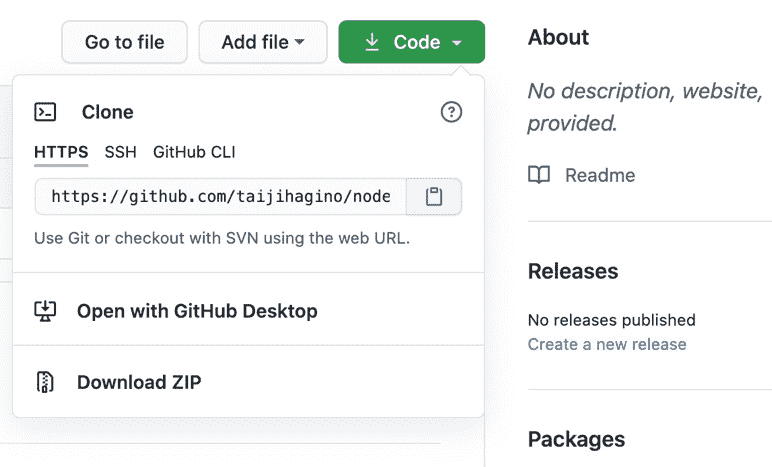 Go to file
Add file
Code
Clone
HTTPS SSH GitHub CLI
https://github.com/taijihagino/node
Use Git or checkout with SVN using the web URL.
Open with GitHub Desktop
Download ZIP
About
No description, website,
provided.
Readme
Releases
No releases published
Create a new release
Packages